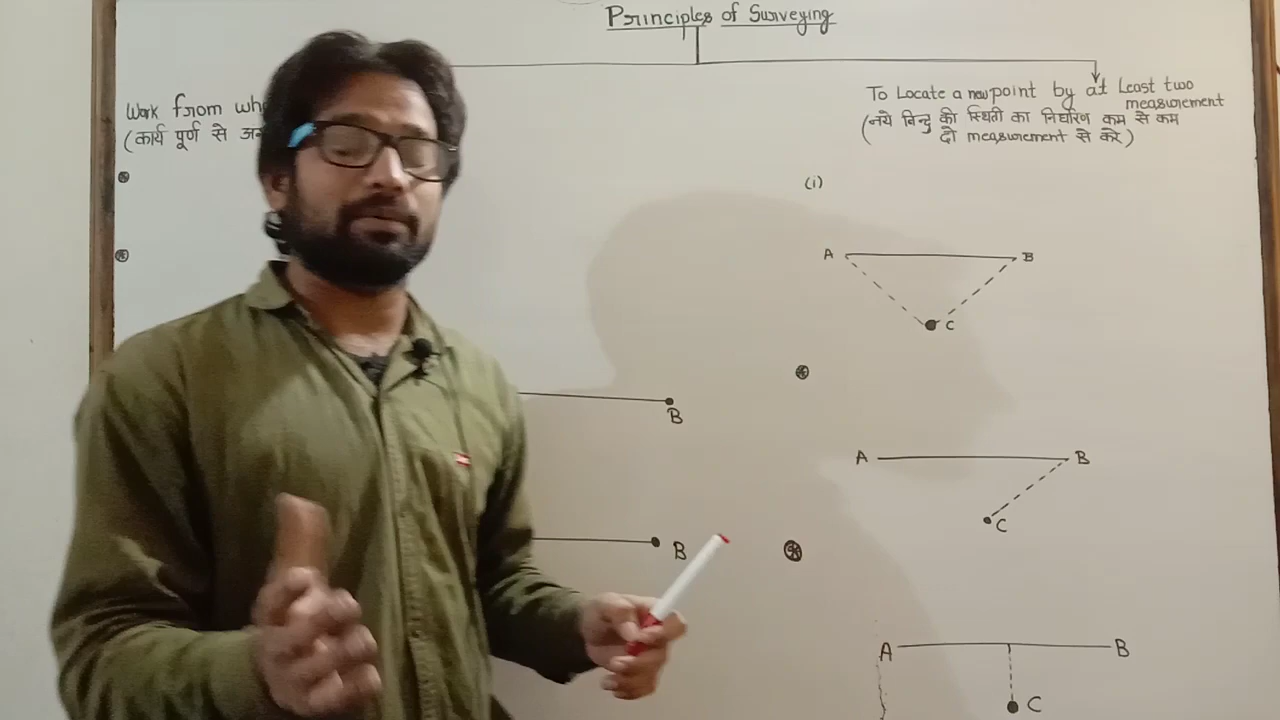 Principles of Surveying
Work from
(कार्य पूर्ण से
To Locate a new point by at Least two
measurement
(नये बिन्दु की स्थिती का निर्धारण कम से कम
दो measurement से करे)
(i)
A B
C
B
A B
C
B
A B
C